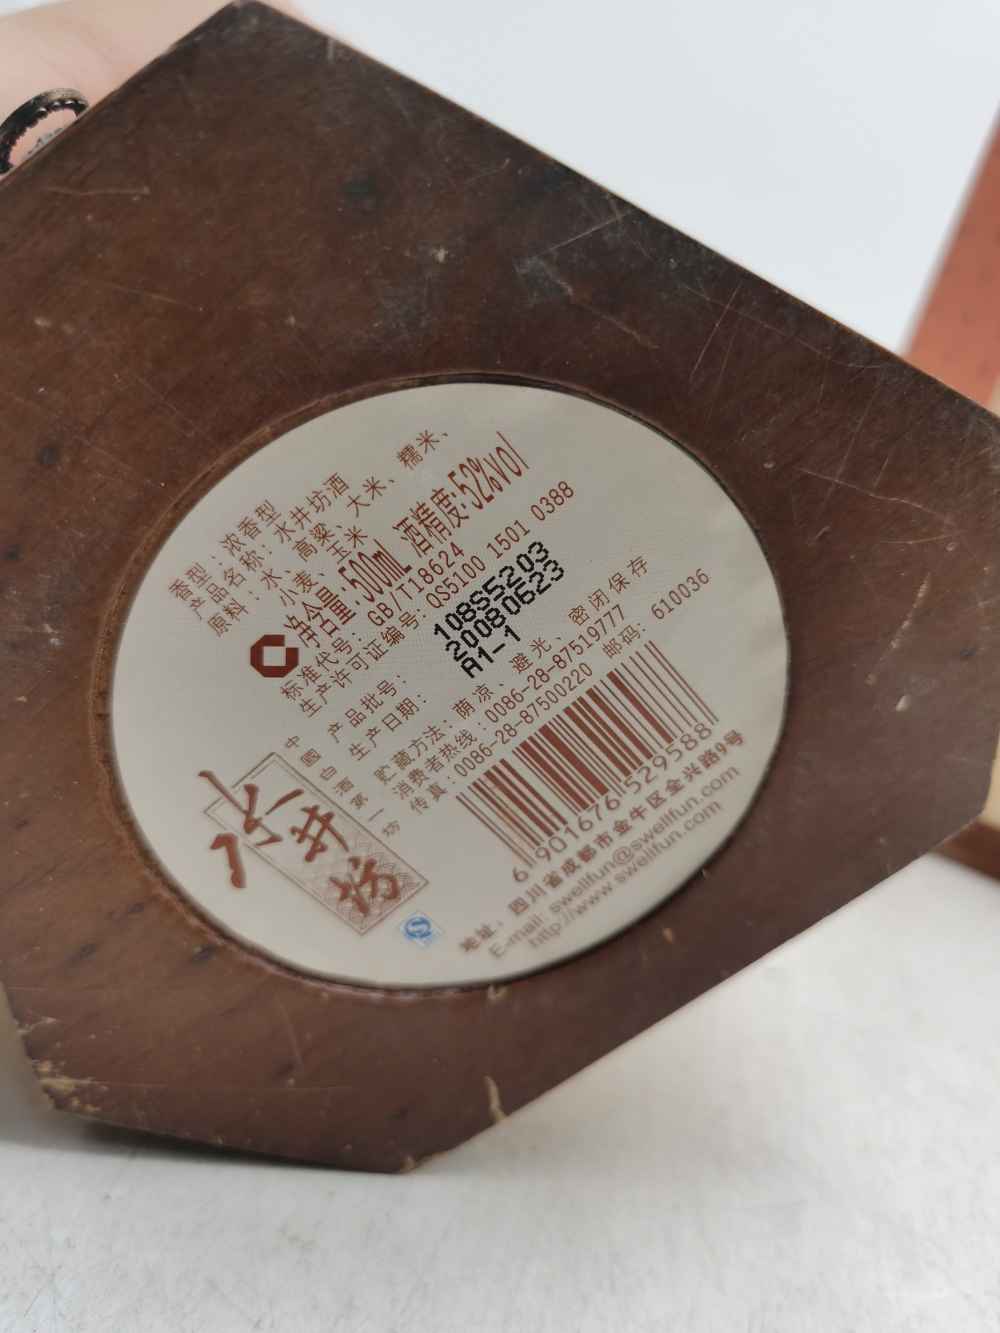 香型：浓香型
产品名称：水井坊酒
原料：水、高粱、大米、糯米、
小麦、玉米
净含量:500mL 酒精度:52%vol
标准代号：GB/T18624
生产许可证编号：QS5100 1501 0388
产品批号：108S5203
生产日期：20080623
A1-1
贮藏方法：荫凉、避光、密闭保存
消费者热线：0086-28-87519777
传真：0086-28-87500220 邮码：610036
中國白酒第一坊
水井坊
6 901676 529588
地址：四川省成都市金牛区全兴路9号
E-mail: swellfun@swellfun.com
http://www.swellfun.com